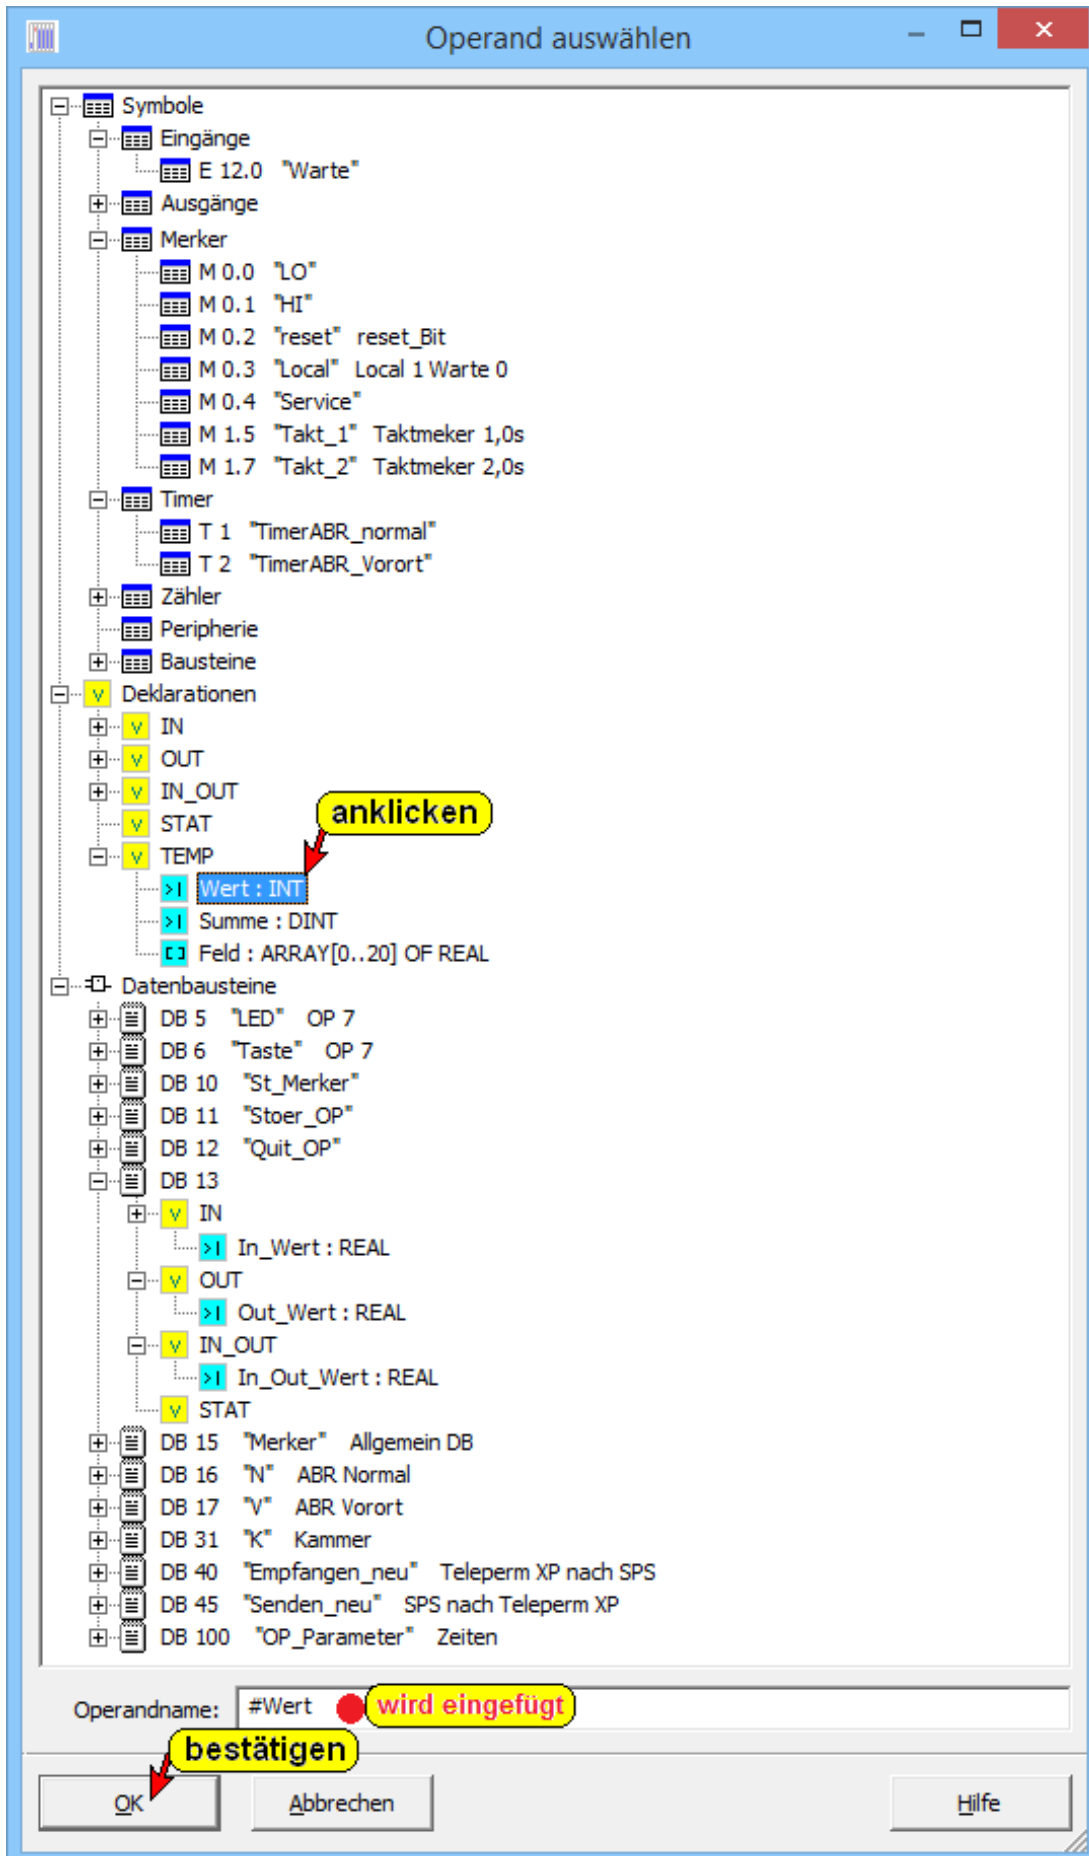 Operand auswählen
Symbole
Eingänge
E 12.0 "Warte"
Ausgänge
Merker
M 0.0 "LO"
M 0.1 "HI"
M 0.2 "reset" reset_Bit
M 0.3 "Local" Local 1 Warte 0
M 0.4 "Service"
M 1.5 "Takt_1" Taktmeker 1,0s
M 1.7 "Takt_2" Taktmeker 2,0s
Timer
T 1 "TimerABR_normal"
T 2 "TimerABR_Vorort"
Zähler
Peripherie
Bausteine
Deklarationen
IN
OUT
IN_OUT
anklicken
STAT
TEMP
Wert : INT
Summe : DINT
Feld : ARRAY[0..20] OF REAL
Datenbausteine
DB 5 "LED" OP 7
DB 6 "Taste" OP 7
DB 10 "St_Merker"
DB 11 "Stoer_OP"
DB 12 "Quit_OP"
DB 13
IN
In_Wert : REAL
OUT
Out_Wert : REAL
IN_OUT
In_Out_Wert : REAL
STAT
DB 15 "Merker" Allgemein DB
DB 16 "N" ABR Normal
DB 17 "V" ABR Vorort
DB 31 "K" Kammer
DB 40 "Empfangen_neu" Teleperm XP nach SPS
DB 45 "Senden_neu" SPS nach Teleperm XP
DB 100 "OP_Parameter" Zeiten
Operandname: #Wert wird eingefügt
bestätigen
OK Abbrechen Hilfe